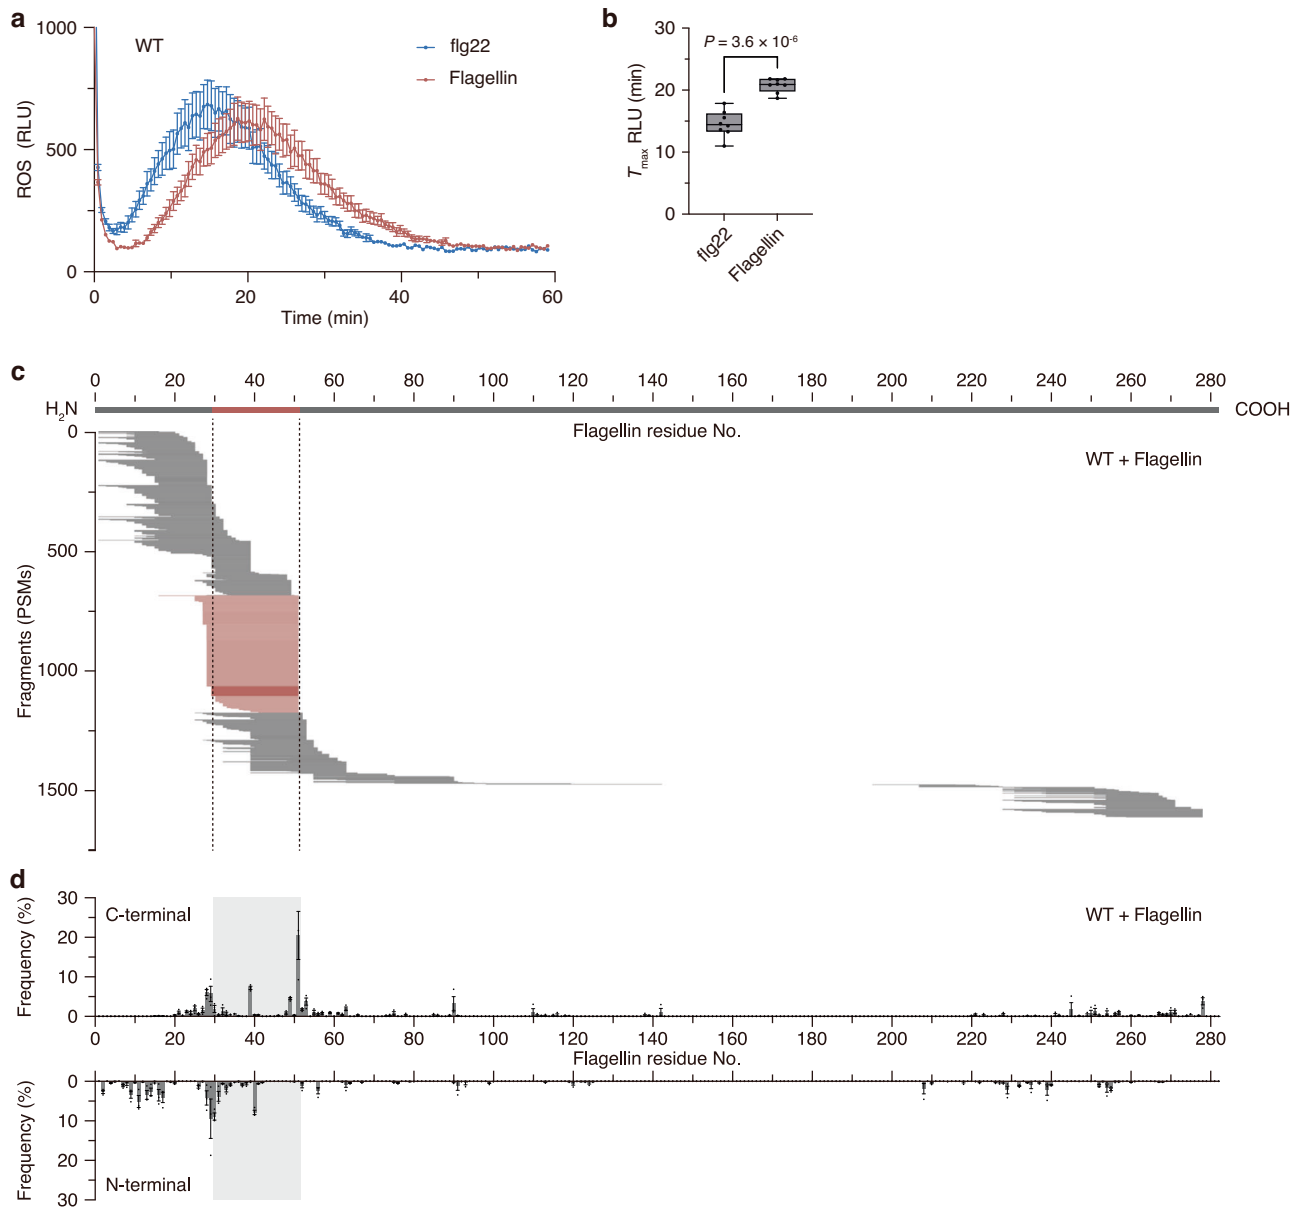 a
1000
500
0
ROS (RLU)
WT
flg22
Flagellin
0
20
40
60
Time (min)
b
30
20
10
0
Tmax RLU (min)
P = 3.6 × 10-6
flg22
Flagellin
c
0 20 40 60 80 100 120 140 160 180 200 220 240 260 280
H2N
COOH
Flagellin residue No.
WT + Flagellin
0
500
1000
1500
Fragments (PSMs)
d
30
20
10
0
Frequency (%)
C-terminal
WT + Flagellin
0 20 40 60 80 100 120 140 160 180 200 220 240 260 280
Flagellin residue No.
0
10
20
30
Frequency (%)
N-terminal